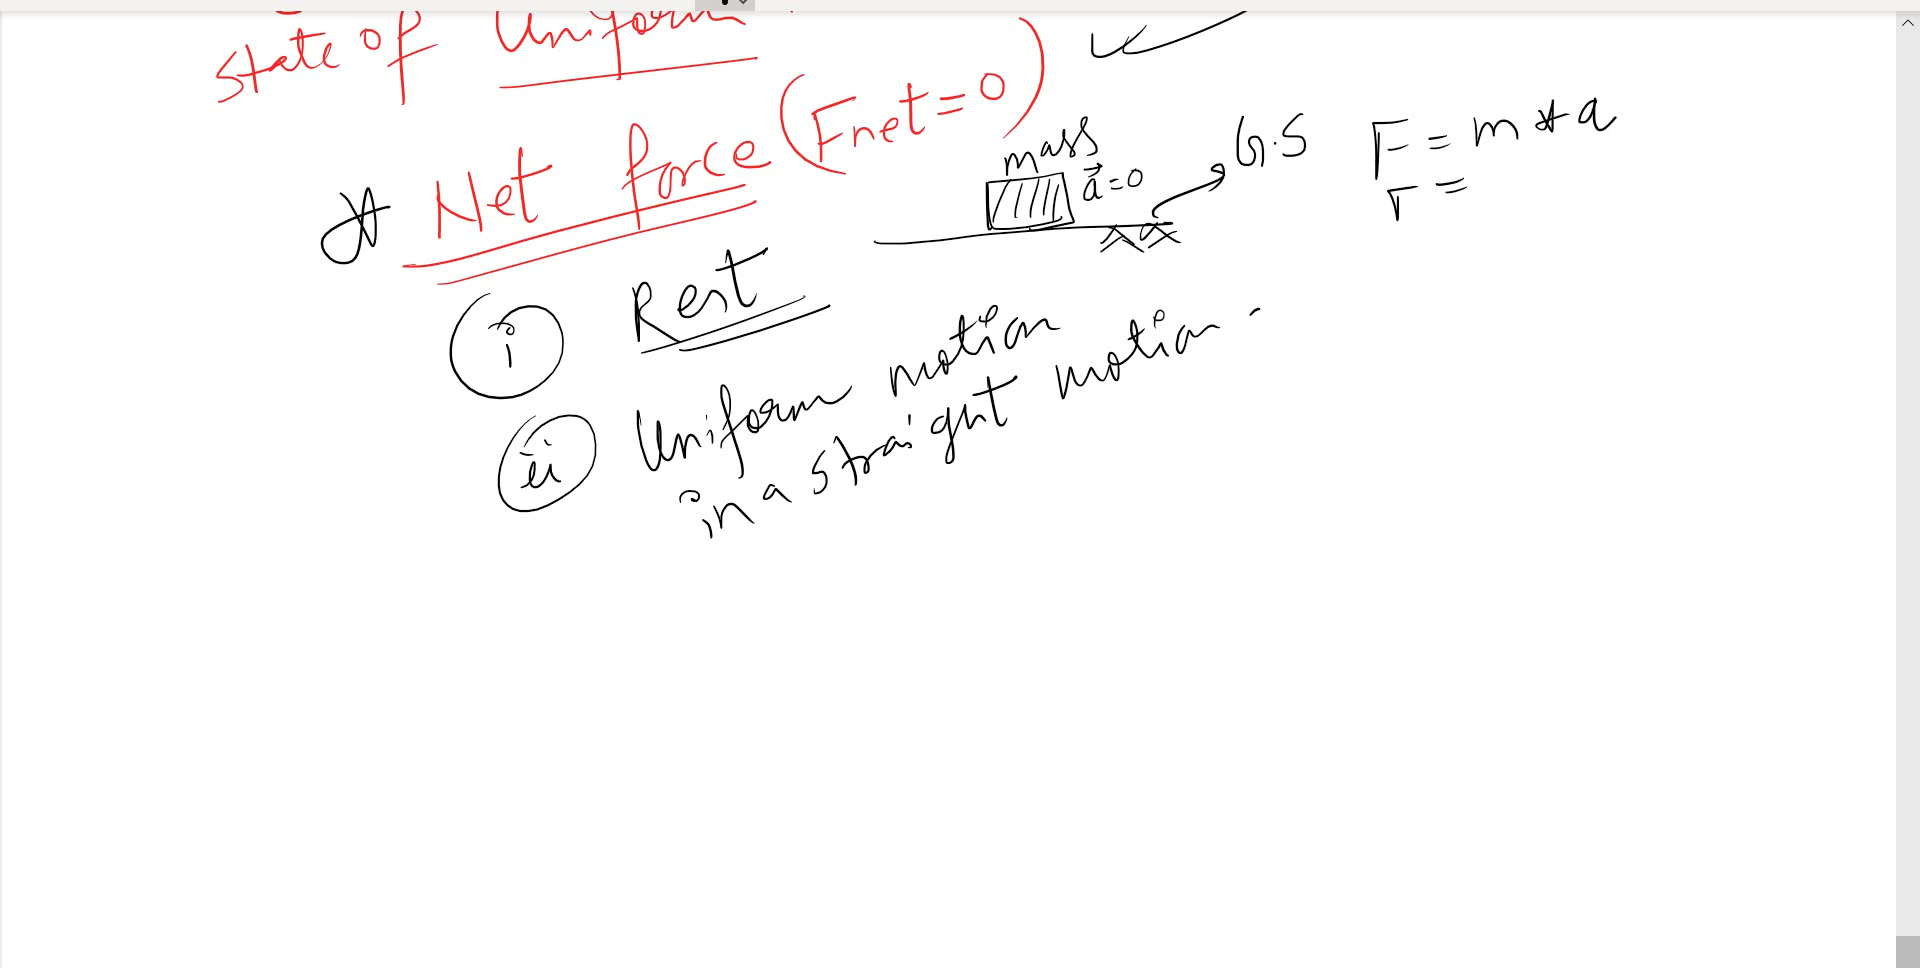 state of Uniform
* Net force (Fnet = 0)
mass
a⃗ = 0
G.S
F = m * a
=
i Rest
ii Uniform motion
in a straight motion.